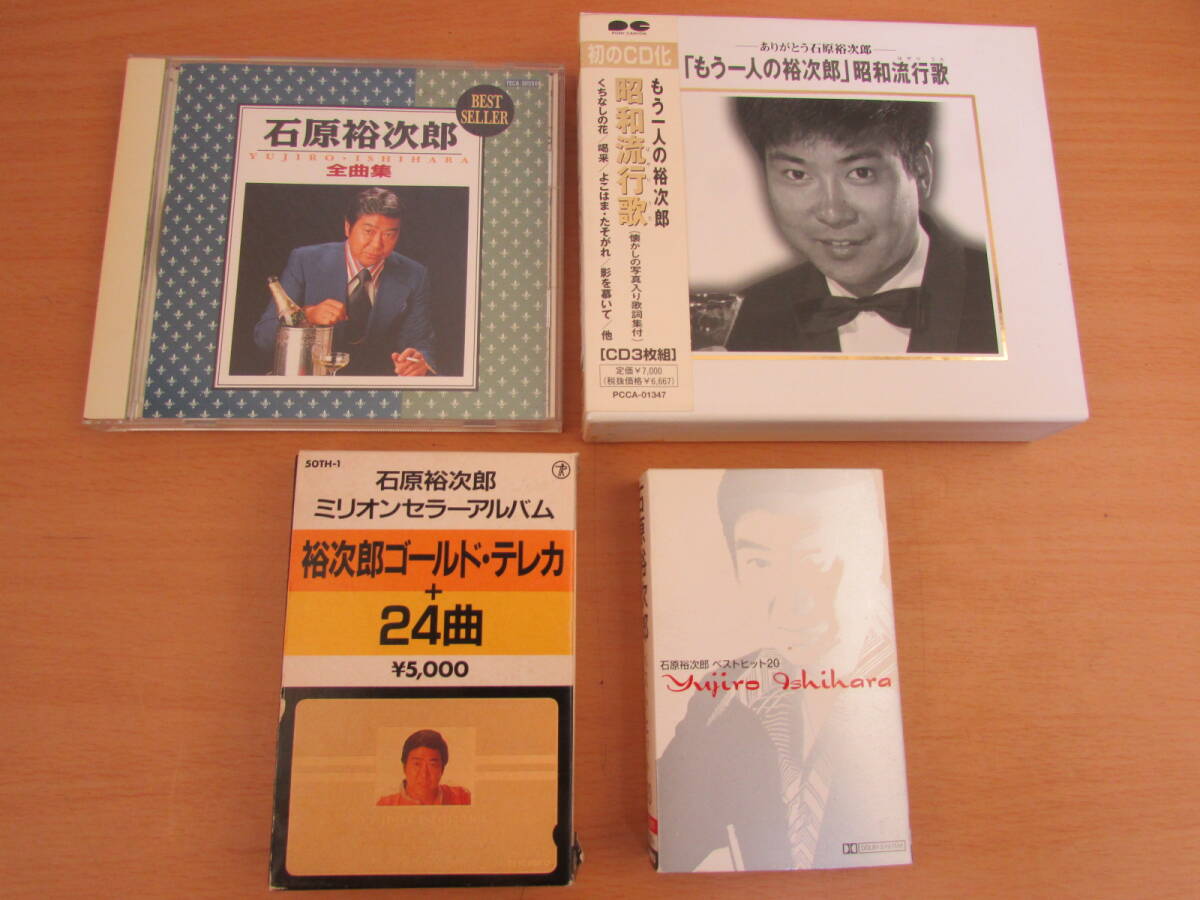 BEST
SELLER
石原裕次郎
YUJIRO・ISHIHARA
全曲集
PONY CANYON
初のCD化
もう一人の裕次郎
昭和流行歌
(懐かしの写真入り歌詞集付)
くちなしの花/喝采/よこはま・たそがれ/影を慕いて/他
[CD3枚組]
定価¥7,000
(税抜価格¥6,667)
PCCA-01347
ありがとう石原裕次郎
「もう一人の裕次郎」昭和流行歌
50TH-1
石原裕次郎
ミリオンセラーアルバム
裕次郎ゴールド・テレカ
+
24曲
¥5,000
石原裕次郎 ベストヒット20
Yujiro Ishihara
DOLBY SYSTEM